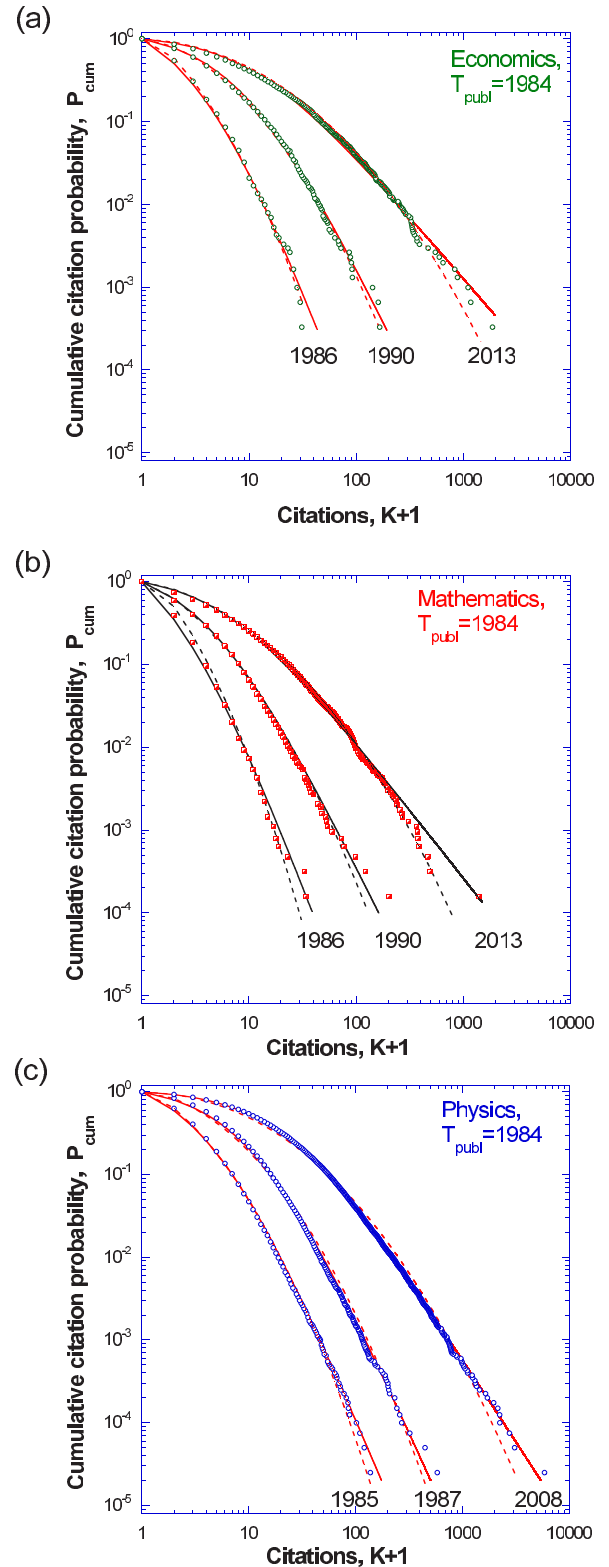 (a)
Cumulative citation probability, P_cum
10^0
10^-1
10^-2
10^-3
10^-4
10^-5
Economics,
T_publ=1984
1986
1990
2013
1
10
100
1000
10000
Citations, K+1
(b)
Cumulative citation probability, P_cum
10^0
10^-1
10^-2
10^-3
10^-4
10^-5
Mathematics,
T_publ=1984
1986
1990
2013
1
10
100
1000
10000
Citations, K+1
(c)
Cumulative citation probability, P_cum
10^0
10^-1
10^-2
10^-3
10^-4
10^-5
Physics,
T_publ=1984
1985
1987
2008
1
10
100
1000
10000
Citations, K+1